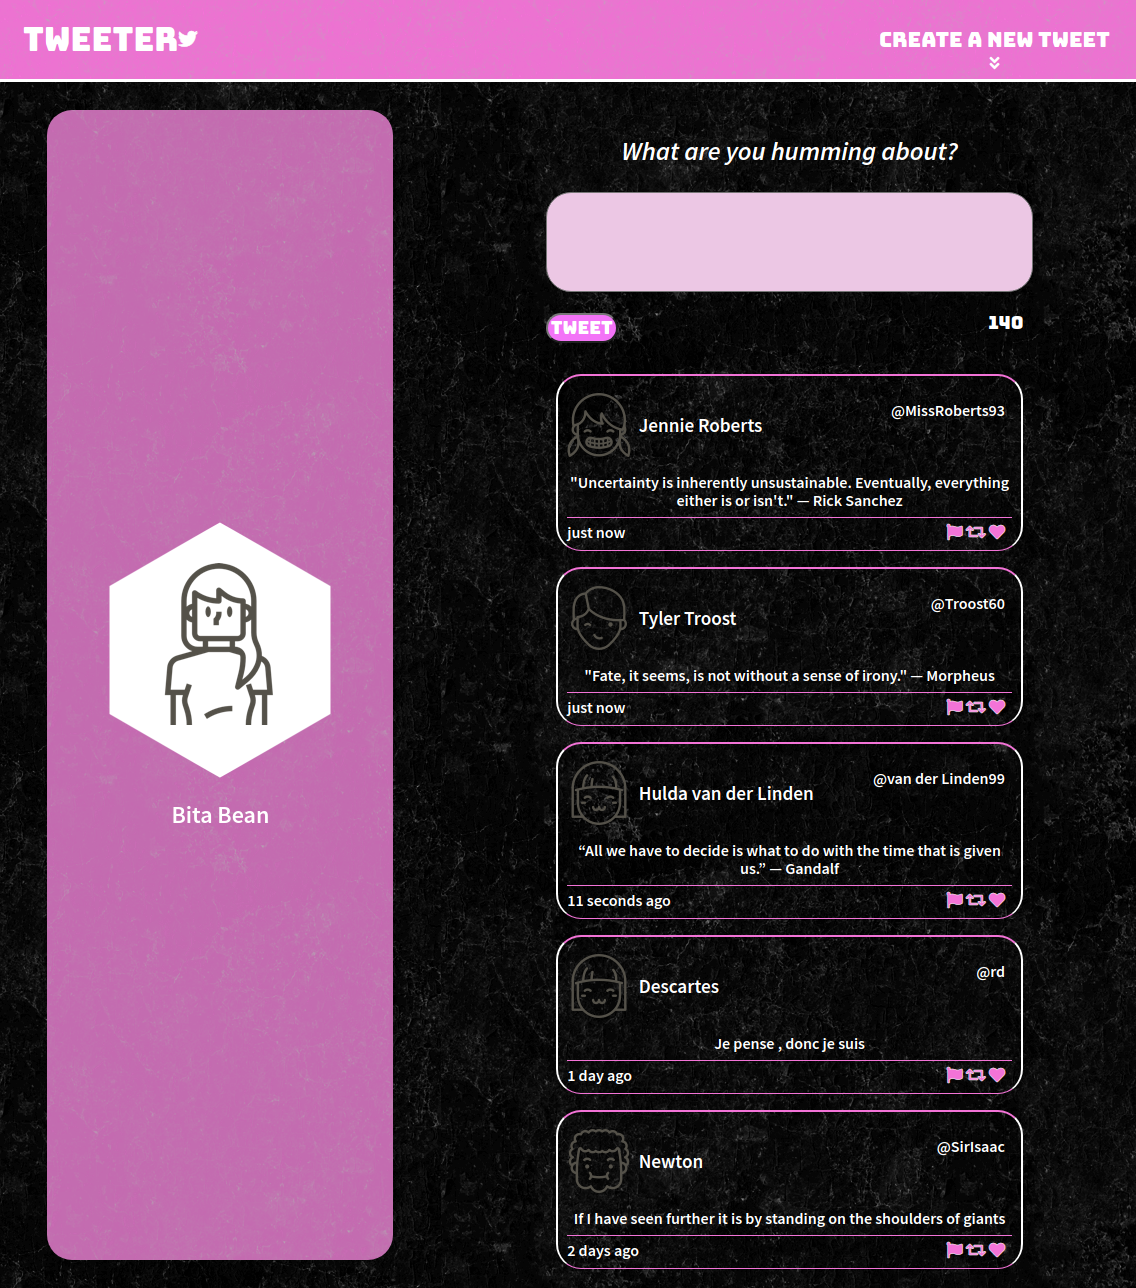 TWEETER
CREATE A NEW TWEET
Bita Bean
What are you humming about?
TWEET
140
Jennie Roberts
@MissRoberts93
"Uncertainty is inherently unsustainable. Eventually, everything
either is or isn't." — Rick Sanchez
just now
Tyler Troost
@Troost60
"Fate, it seems, is not without a sense of irony." — Morpheus
just now
Hulda van der Linden
@van der Linden99
“All we have to decide is what to do with the time that is given
us.” — Gandalf
11 seconds ago
Descartes
@rd
Je pense , donc je suis
1 day ago
Newton
@SirIsaac
If I have seen further it is by standing on the shoulders of giants
2 days ago